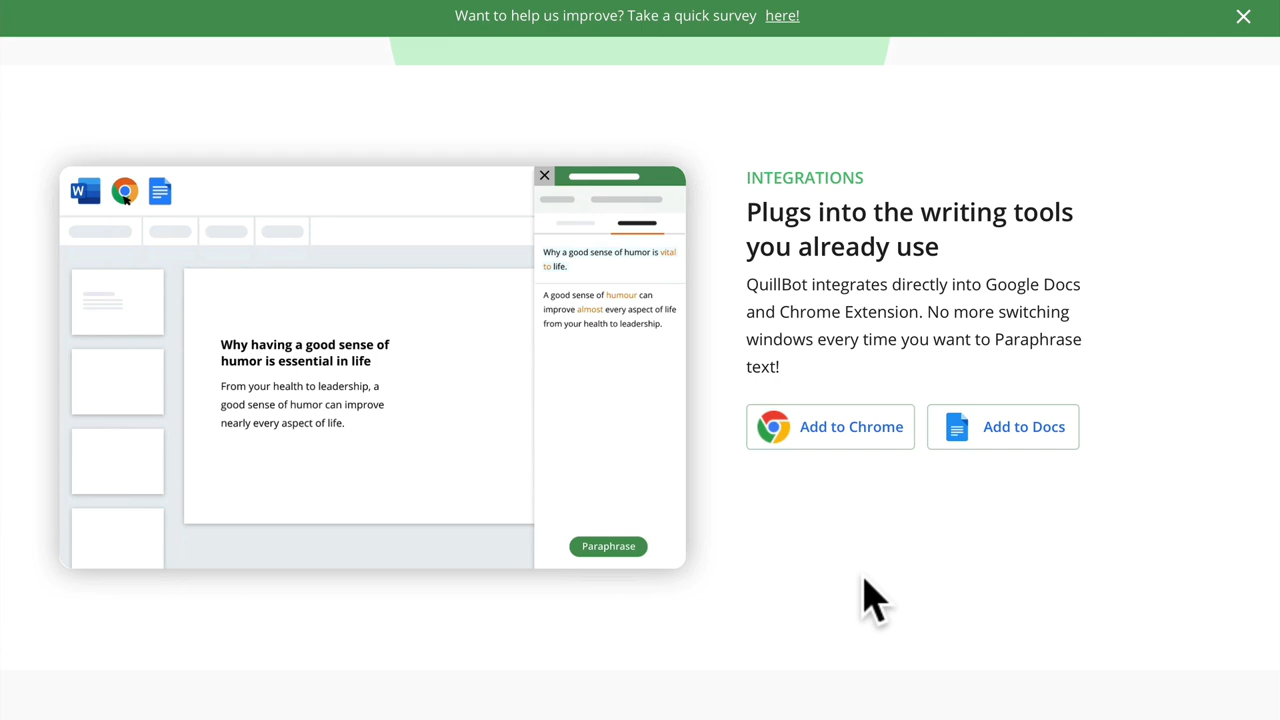 Want to help us improve? Take a quick survey here!
W
Why a good sense of humor is vital
to life.
A good sense of humour can
improve almost every aspect of life
from your health to leadership.
Why having a good sense of
humor is essential in life
From your health to leadership, a
good sense of humor can improve
nearly every aspect of life.
Paraphrase
INTEGRATIONS
Plugs into the writing tools
you already use
QuillBot integrates directly into Google Docs
and Chrome Extension. No more switching
windows every time you want to Paraphrase
text!
Add to Chrome
Add to Docs